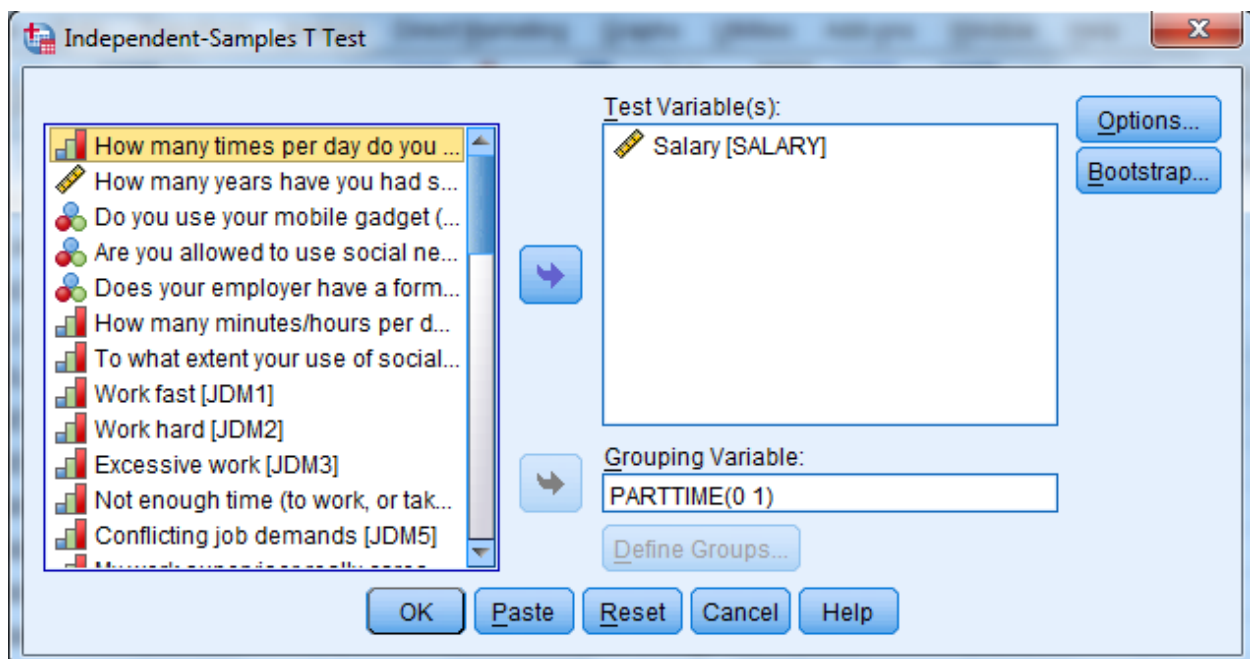 Independent-Samples T Test
How many times per day do you ...
How many years have you had s...
Do you use your mobile gadget (...
Are you allowed to use social ne...
Does your employer have a form...
How many minutes/hours per d...
To what extent your use of social...
Work fast [JDM1]
Work hard [JDM2]
Excessive work [JDM3]
Not enough time (to work, or tak...
Conflicting job demands [JDM5]
Test Variable(s):
Salary [SALARY]
Grouping Variable:
PARTTIME(0 1)
Define Groups...
Options...
Bootstrap...
OK Paste Reset Cancel Help